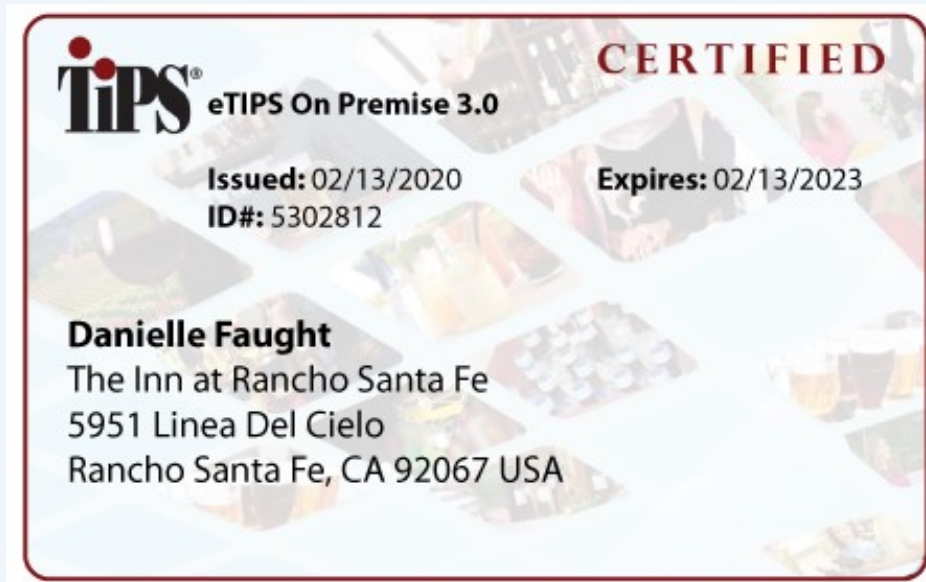 CERTIFIED
TiPS®
eTIPS On Premise 3.0
Issued: 02/13/2020 Expires: 02/13/2023
ID#: 5302812
Danielle Faught
The Inn at Rancho Santa Fe
5951 Linea Del Cielo
Rancho Santa Fe, CA 92067 USA